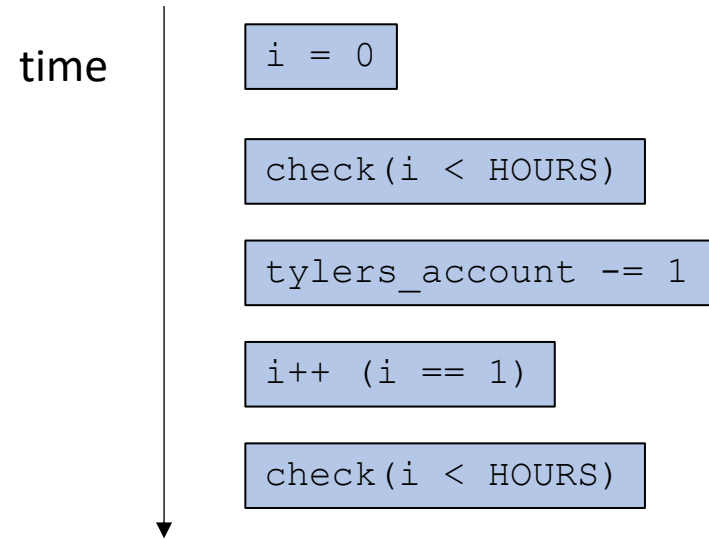 time
i = 0
check(i < HOURS)
tylers_account -= 1
i++ (i == 1)
check(i < HOURS)